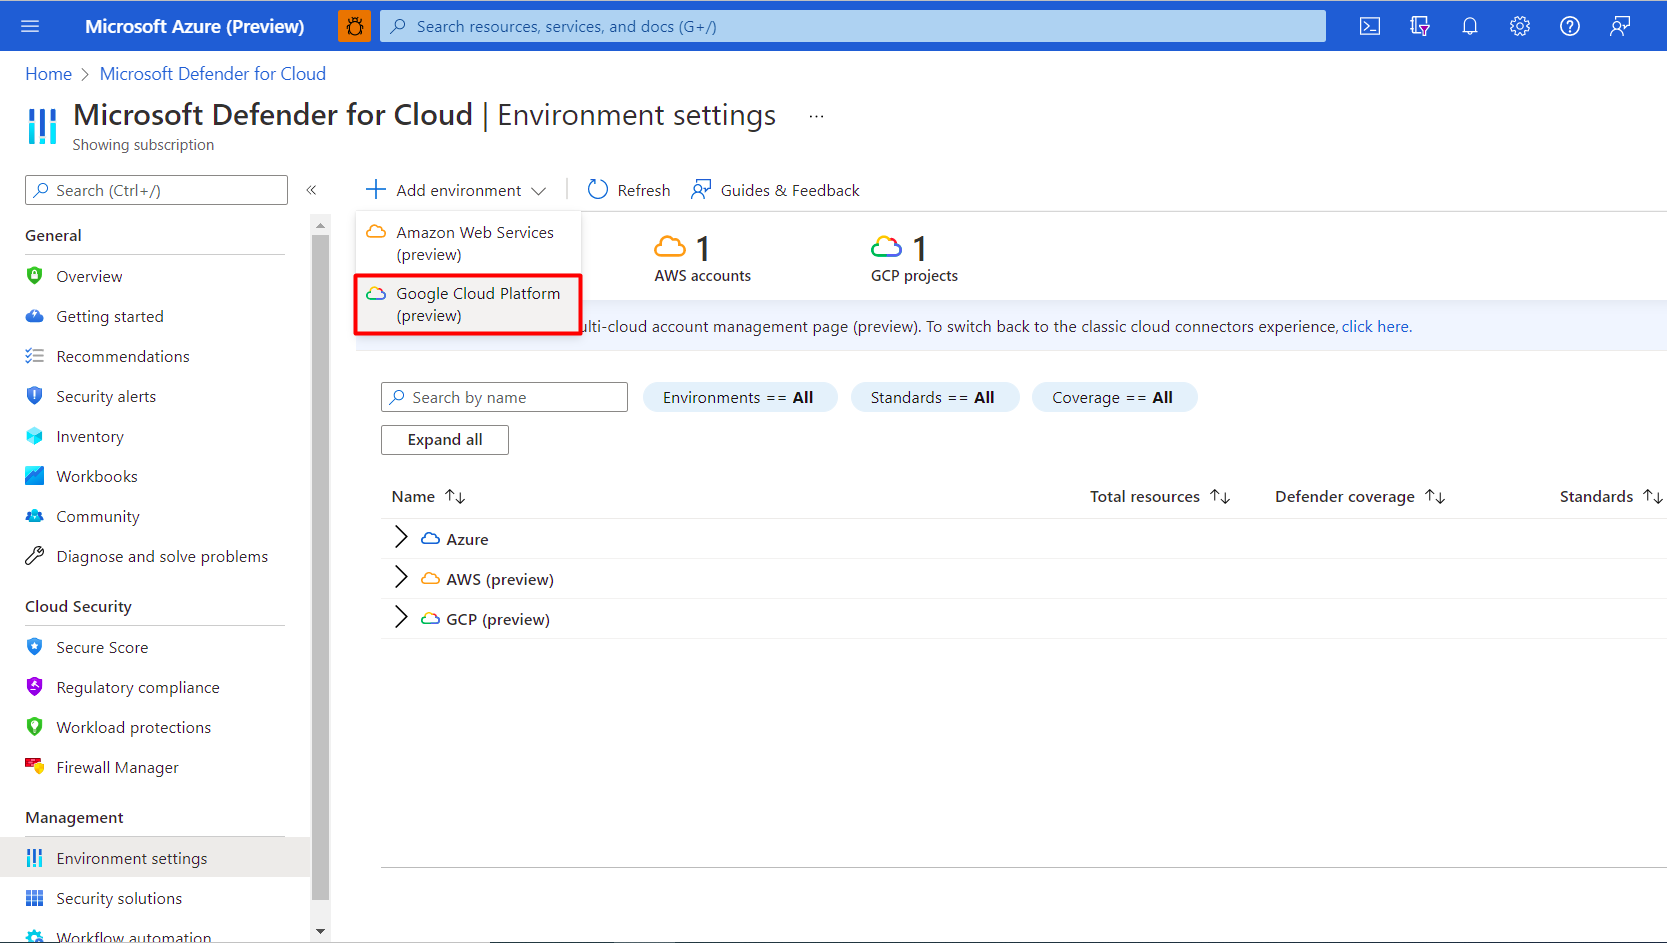 Microsoft Azure (Preview)
Search resources, services, and docs (G+/)
Home > Microsoft Defender for Cloud
Microsoft Defender for Cloud | Environment settings ...
Showing subscription
Search (Ctrl+/)
«
General
Overview
Getting started
Recommendations
Security alerts
Inventory
Workbooks
Community
Diagnose and solve problems
Cloud Security
Secure Score
Regulatory compliance
Workload protections
Firewall Manager
Management
Environment settings
Security solutions
Workflow automation
Add environment
Refresh
Guides & Feedback
Amazon Web Services
(preview)
Google Cloud Platform
(preview)
1
AWS accounts
1
GCP projects
lti-cloud account management page (preview). To switch back to the classic cloud connectors experience, click here.
Search by name
Environments == All
Standards == All
Coverage == All
Expand all
Name
Total resources
Defender coverage
Standards
Azure
AWS (preview)
GCP (preview)